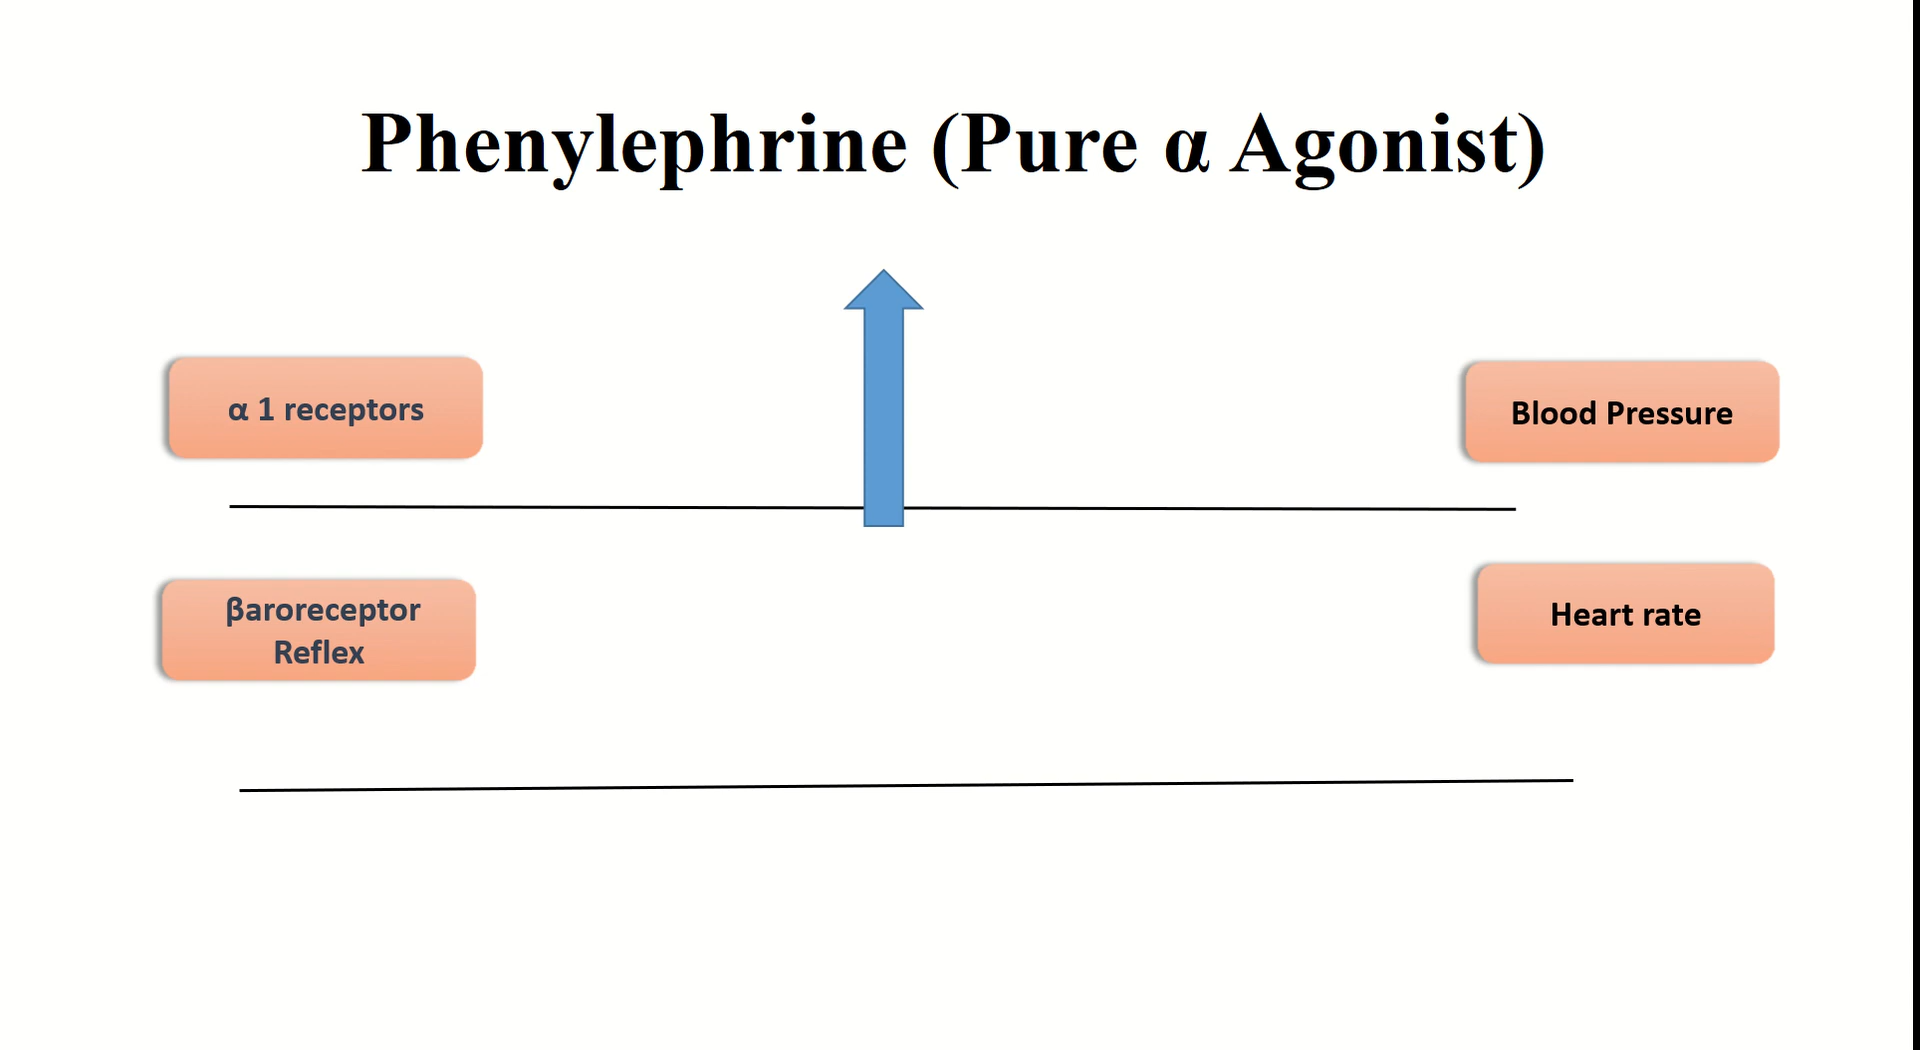 Phenylephrine (Pure α Agonist)
α 1 receptors
Blood Pressure
βaroreceptor
Reflex
Heart rate